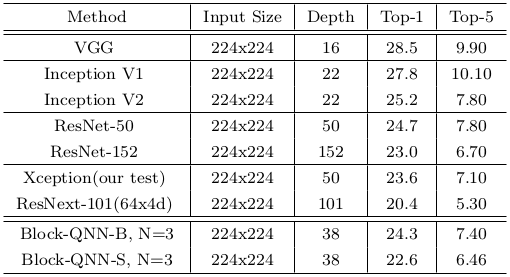 Method Input Size Depth Top-1 Top-5
VGG 224x224 16 28.5 9.90
Inception V1 224x224 22 27.8 10.10
Inception V2 224x224 22 25.2 7.80
ResNet-50 224x224 50 24.7 7.80
ResNet-152 224x224 152 23.0 6.70
Xception(our test) 224x224 50 23.6 7.10
ResNext-101(64x4d) 224x224 101 20.4 5.30
Block-QNN-B, N=3 224x224 38 24.3 7.40
Block-QNN-S, N=3 224x224 38 22.6 6.46